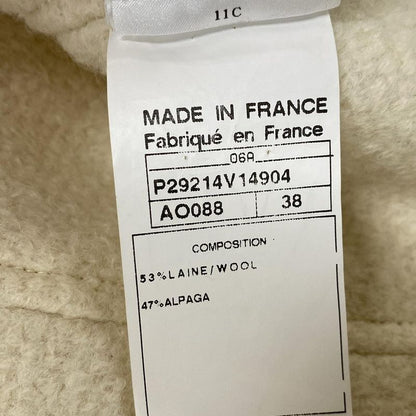 11C
MADE IN FRANCE
Fabriqué en France
06A
P29214V14904
AO088 38
COMPOSITION
53%LAINE/WOOL
47%ALPAGA